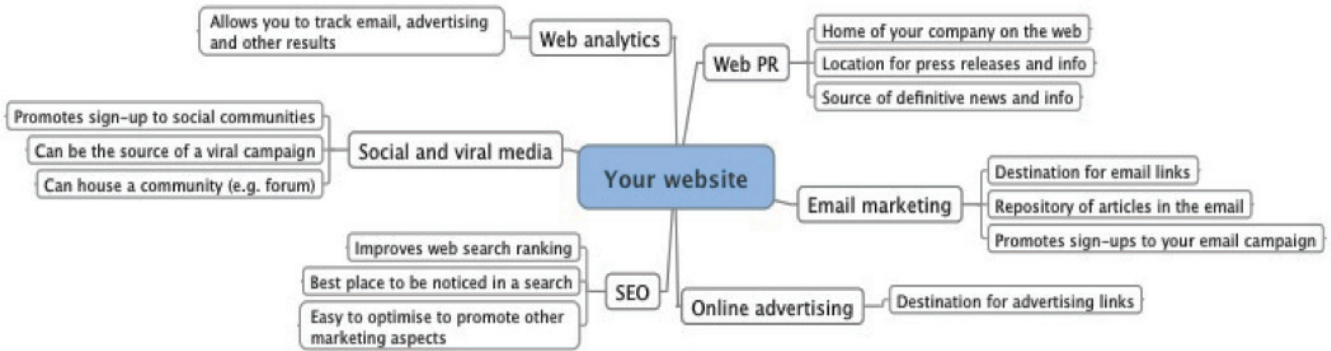 Allows you to track email, advertising
and other results
Web analytics
Web PR
Home of your company on the web
Location for press releases and info
Source of definitive news and info
Promotes sign-up to social communities
Can be the source of a viral campaign
Can house a community (e.g. forum)
Social and viral media
Your website
Email marketing
Destination for email links
Repository of articles in the email
Promotes sign-ups to your email campaign
Improves web search ranking
Best place to be noticed in a search
Easy to optimise to promote other
marketing aspects
SEO
Online advertising
Destination for advertising links